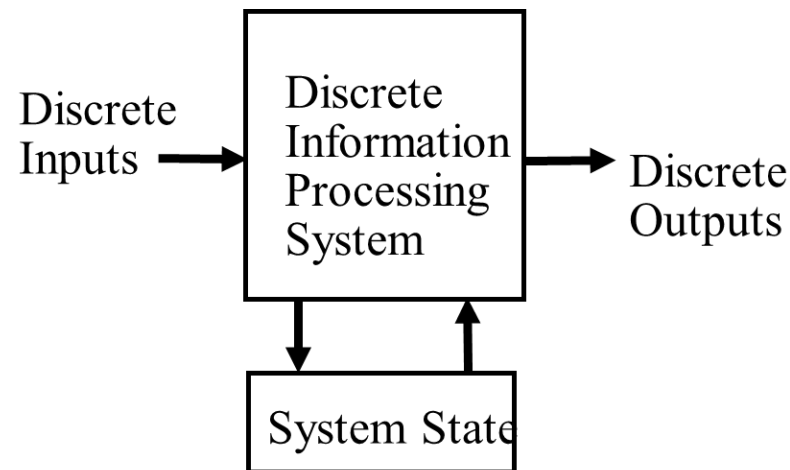 Discrete
Inputs
Discrete
Information
Processing
System
Discrete
Outputs
System State